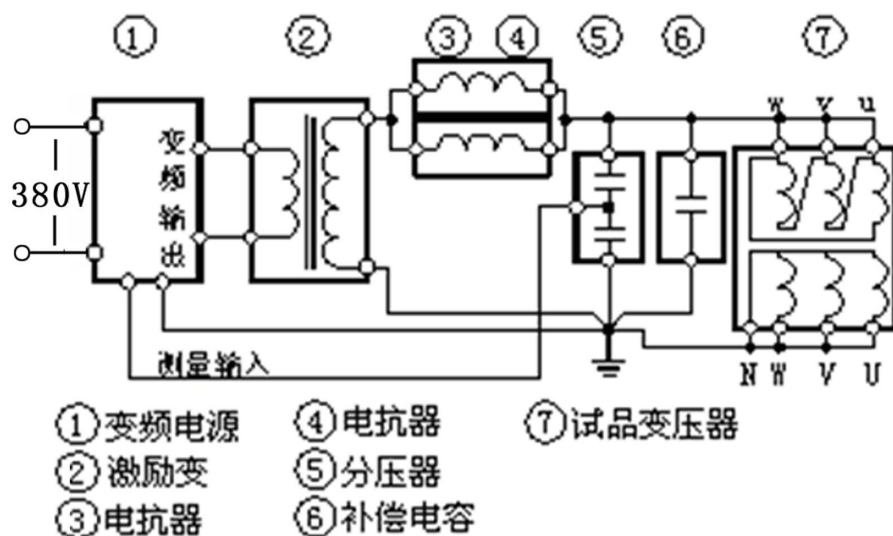 ① ② ③ ④ ⑤ ⑥ ⑦
w v u
380V
变频输出
测量输入
N W V U
① 变频电源 ④ 电抗器 ⑦ 试品变压器
② 激励变 ⑤ 分压器
③ 电抗器 ⑥ 补偿电容